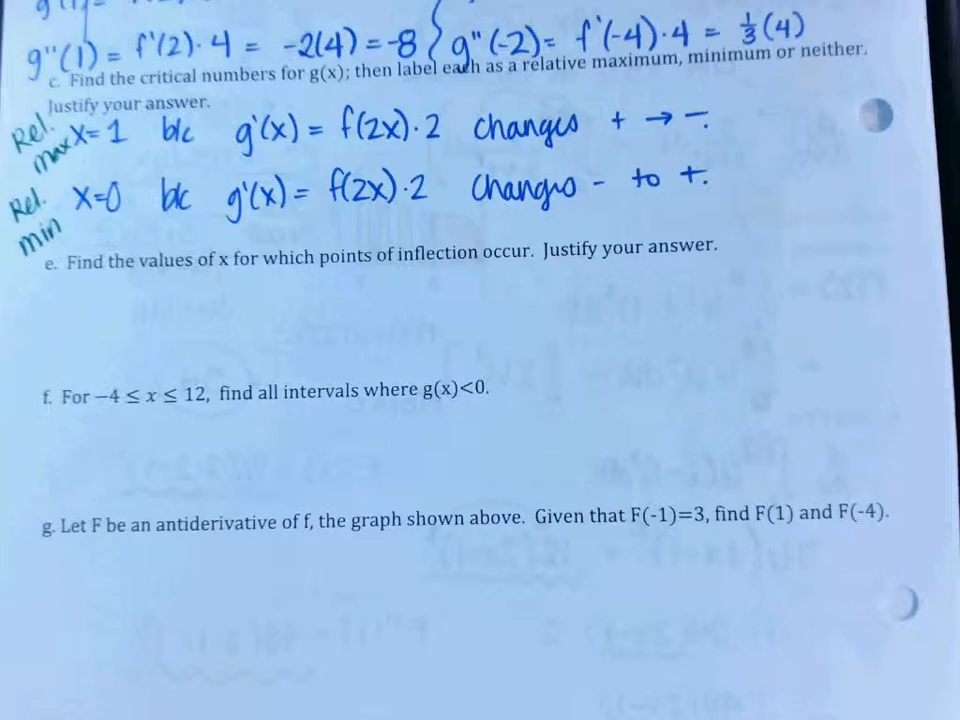 g"(1) = f'(2)·4 = -2(4) = -8 { g"(-2) = f'(-4)·4 = 1/3(4)
c. Find the critical numbers for g(x); then label each as a relative maximum, minimum or neither.
Justify your answer.
Rel. max x=1 b/c g'(x) = f(2x)·2 changes + → -.
Rel. min x=0 b/c g'(x) = f(2x)·2 changes - to +.
e. Find the values of x for which points of inflection occur. Justify your answer.
f. For −4 ≤ x ≤ 12, find all intervals where g(x)<0.
g. Let F be an antiderivative of f, the graph shown above. Given that F(-1)=3, find F(1) and F(-4).